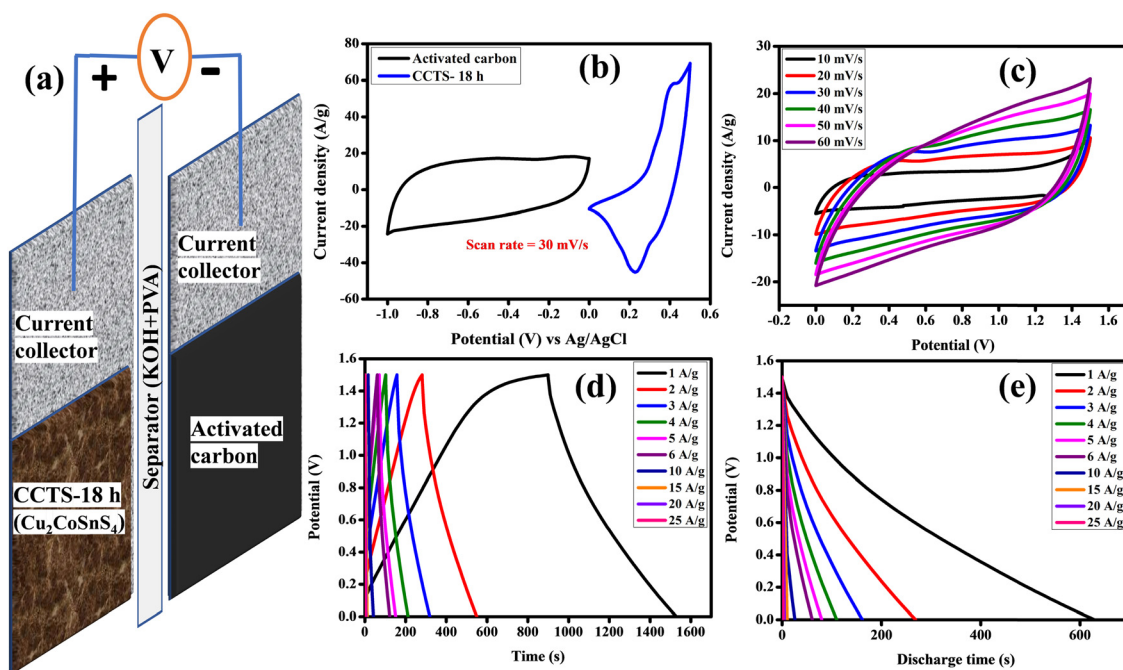 (a)
V
+
-
Current
collector
Current
collector
Separator (KOH+PVA)
Activated
carbon
CCTS-18 h
(Cu₂CoSnS₄)
(b)
Activated carbon
CCTS- 18 h
Scan rate = 30 mV/s
Current density (A/g)
80
60
40
20
0
-20
-40
-60
-1.0
-0.8
-0.6
-0.4
-0.2
0.0
0.2
0.4
0.6
Potential (V) vs Ag/AgCl
(c)
10 mV/s
20 mV/s
30 mV/s
40 mV/s
50 mV/s
60 mV/s
Current density (A/g)
30
20
10
0
-10
-20
-0.2
0.0
0.2
0.4
0.6
0.8
1.0
1.2
1.4
1.6
Potential (V)
(d)
1 A/g
2 A/g
3 A/g
4 A/g
5 A/g
6 A/g
10 A/g
15 A/g
20 A/g
25 A/g
Potential (V)
1.6
1.4
1.2
1.0
0.8
0.6
0.4
0.2
0.0
0
200
400
600
800
1000
1200
1400
1600
Time (s)
(e)
1 A/g
2 A/g
3 A/g
4 A/g
5 A/g
6 A/g
10 A/g
15 A/g
20 A/g
25 A/g
Potential (V)
1.6
1.4
1.2
1.0
0.8
0.6
0.4
0.2
0.0
0
200
400
600
Discharge time (s)